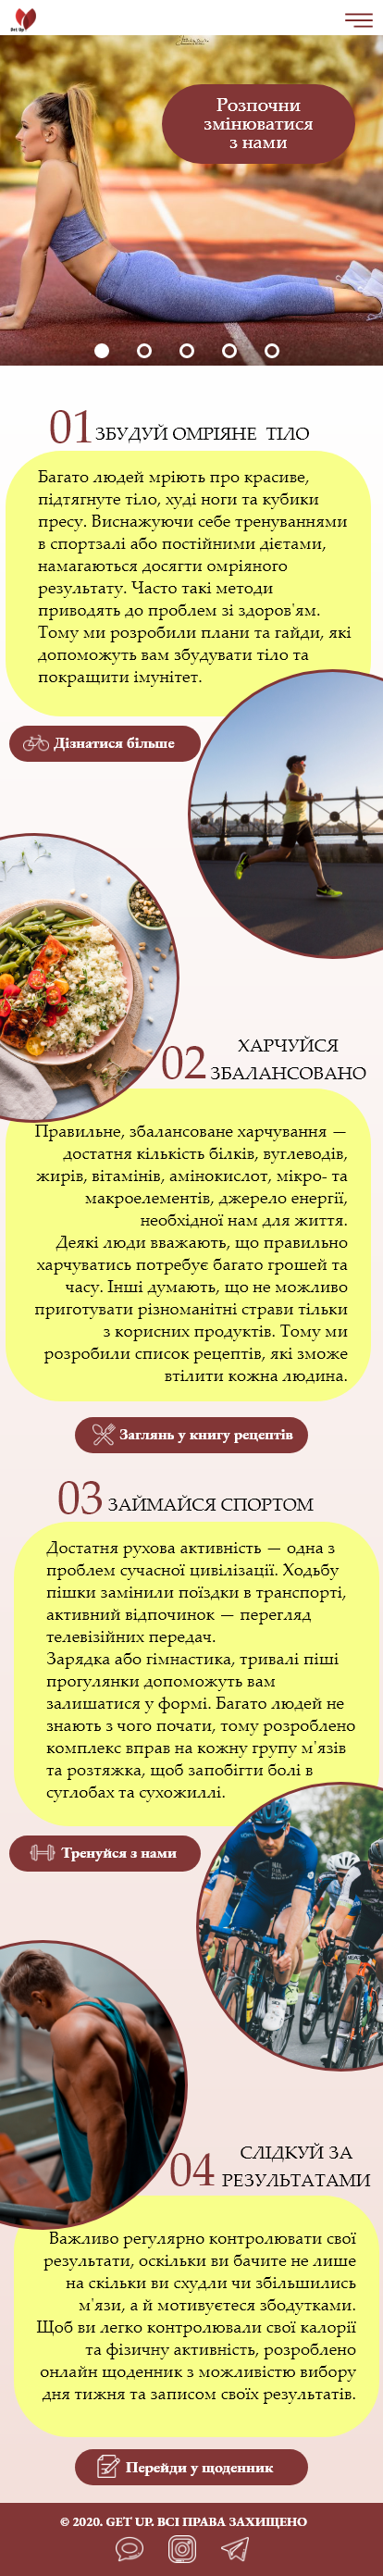 Get Up
Розпочни
змінюватися
з нами
01 ЗБУДУЙ ОМРІЯНЕ ТІЛО
Багато людей мріють про красиве,
підтягнуте тіло, худі ноги та кубики
пресу. Виснажуючи себе тренуваннями
в спортзалі або постійними дієтами,
намагаються досягти омріяного
результату. Часто такі методи
приводять до проблем зі здоров'ям.
Тому ми розробили плани та гайди, які
допоможуть вам збудувати тіло та
покращити імунітет.
Дізнатися більше
02 ХАРЧУЙСЯ
ЗБАЛАНСОВАНО
Правильне, збалансоване харчування —
достатня кількість білків, вуглеводів,
жирів, вітамінів, амінокислот, мікро- та
макроелементів, джерело енергії,
необхідної нам для життя.
Деякі люди вважають, що правильно
харчуватись потребує багато грошей та
часу. Інші думають, що не можливо
приготувати різноманітні страви тільки
з корисних продуктів. Тому ми
розробили список рецептів, які зможе
втілити кожна людина.
Заглянь у книгу рецептів
03 ЗАЙМАЙСЯ СПОРТОМ
Достатня рухова активність — одна з
проблем сучасної цивілізації. Ходьбу
пішки замінили поїздки в транспорті,
активний відпочинок — перегляд
телевізійних передач.
Зарядка або гімнастика, тривалі піші
прогулянки допоможуть вам
залишатися у формі. Багато людей не
знають з чого почати, тому розроблено
комплекс вправ на кожну групу м'язів
та розтяжка, щоб запобігти болі в
суглобах та сухожиллі.
Тренуйся з нами
04 СЛІДКУЙ ЗА
РЕЗУЛЬТАТАМИ
Важливо регулярно контролювати свої
результати, оскільки ви бачите не лише
на скільки ви схудли чи збільшились
м'язи, а й мотивуєтеся збодутками.
Щоб ви легко контролювали свої калорії
та фізичну активність, розроблено
онлайн щоденник з можливістю вибору
дня тижня та записом своїх результатів.
Перейди у щоденник
© 2020. GET UP. ВСІ ПРАВА ЗАХИЩЕНО